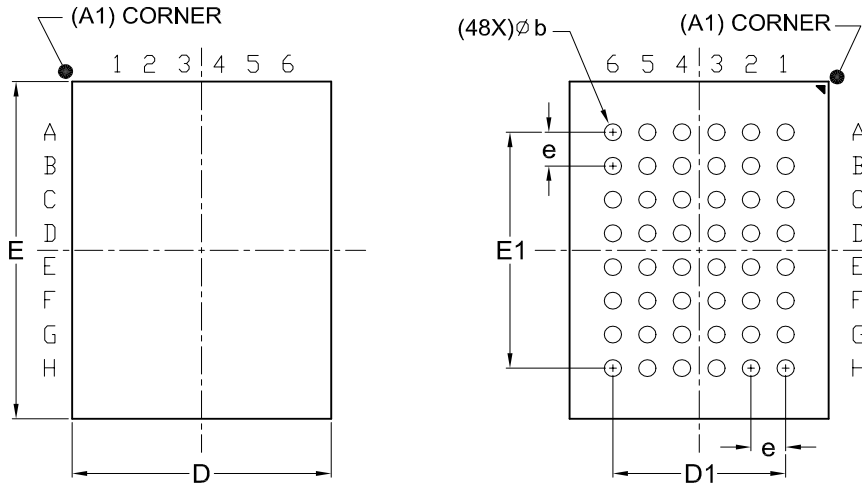 (A1) CORNER
1 2 3 4 5 6
A
B
C
D
E
F
G
H
E
D
(48X)⌀ b
(A1) CORNER
6 5 4 3 2 1
e
E1
A
B
C
D
E
F
G
H
e
D1